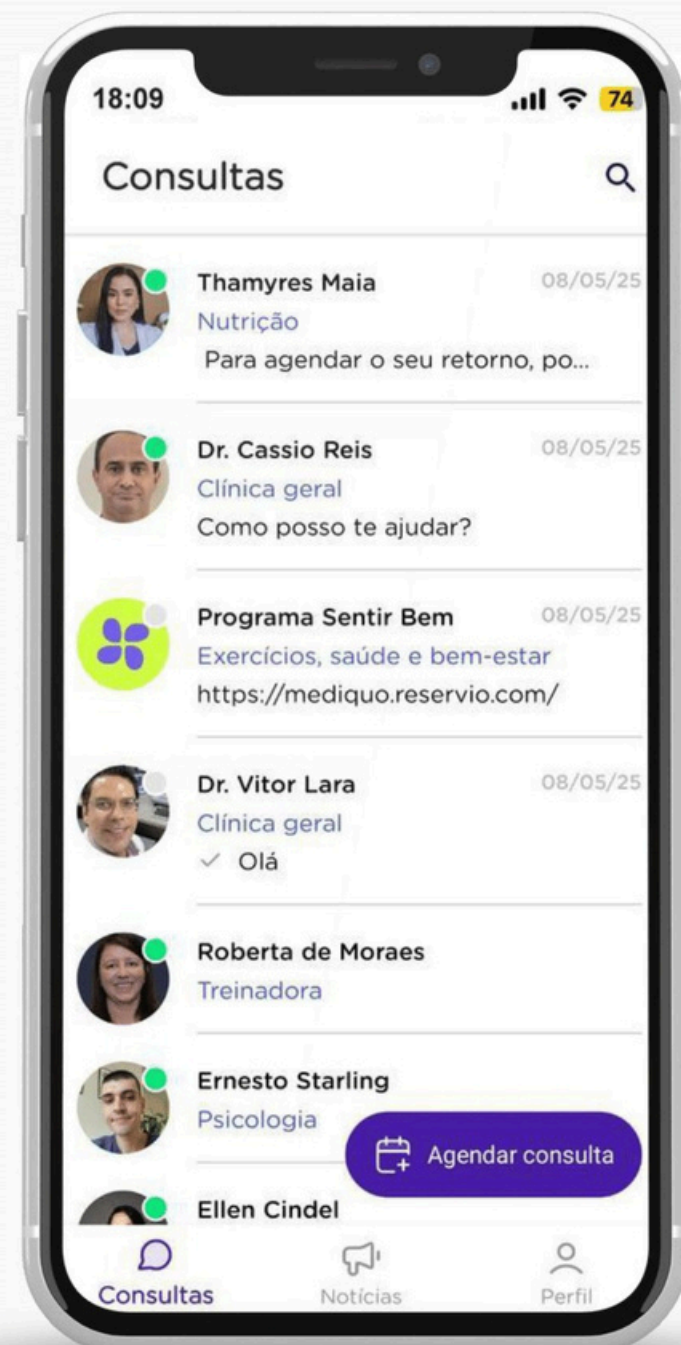 18:09
74
Consultas
Thamyres Maia 08/05/25
Nutrição
Para agendar o seu retorno, po...
Dr. Cassio Reis 08/05/25
Clínica geral
Como posso te ajudar?
Programa Sentir Bem 08/05/25
Exercícios, saúde e bem-estar
https://mediquo.reservio.com/
Dr. Vitor Lara 08/05/25
Clínica geral
Olá
Roberta de Moraes
Treinadora
Ernesto Starling
Psicologia
Agendar consulta
Ellen Cindel
Consultas Notícias Perfil